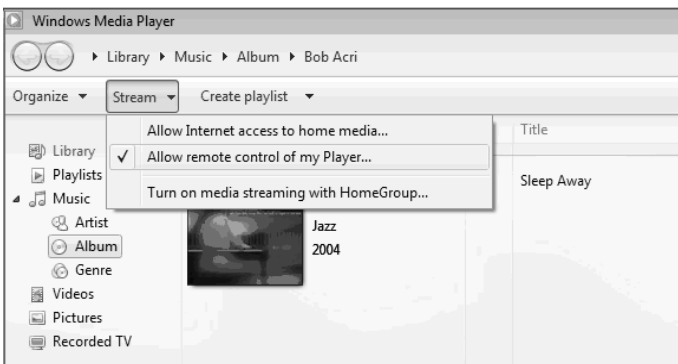 Windows Media Player
Library Music Album Bob Acri
Organize Stream Create playlist
Allow Internet access to home media...
✓ Allow remote control of my Player...
Turn on media streaming with HomeGroup...
Title
Library
Playlists
Sleep Away
Music
Artist
Jazz
Album
2004
Genre
Videos
Pictures
Recorded TV